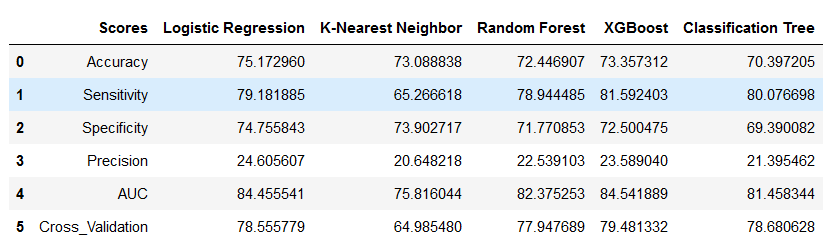 Scores Logistic Regression K-Nearest Neighbor Random Forest XGBoost Classification Tree
0 Accuracy 75.172960 73.088838 72.446907 73.357312 70.397205
1 Sensitivity 79.181885 65.266618 78.944485 81.592403 80.076698
2 Specificity 74.755843 73.902717 71.770853 72.500475 69.390082
3 Precision 24.605607 20.648218 22.539103 23.589040 21.395462
4 AUC 84.455541 75.816044 82.375253 84.541889 81.458344
5 Cross_Validation 78.555779 64.985480 77.947689 79.481332 78.680628